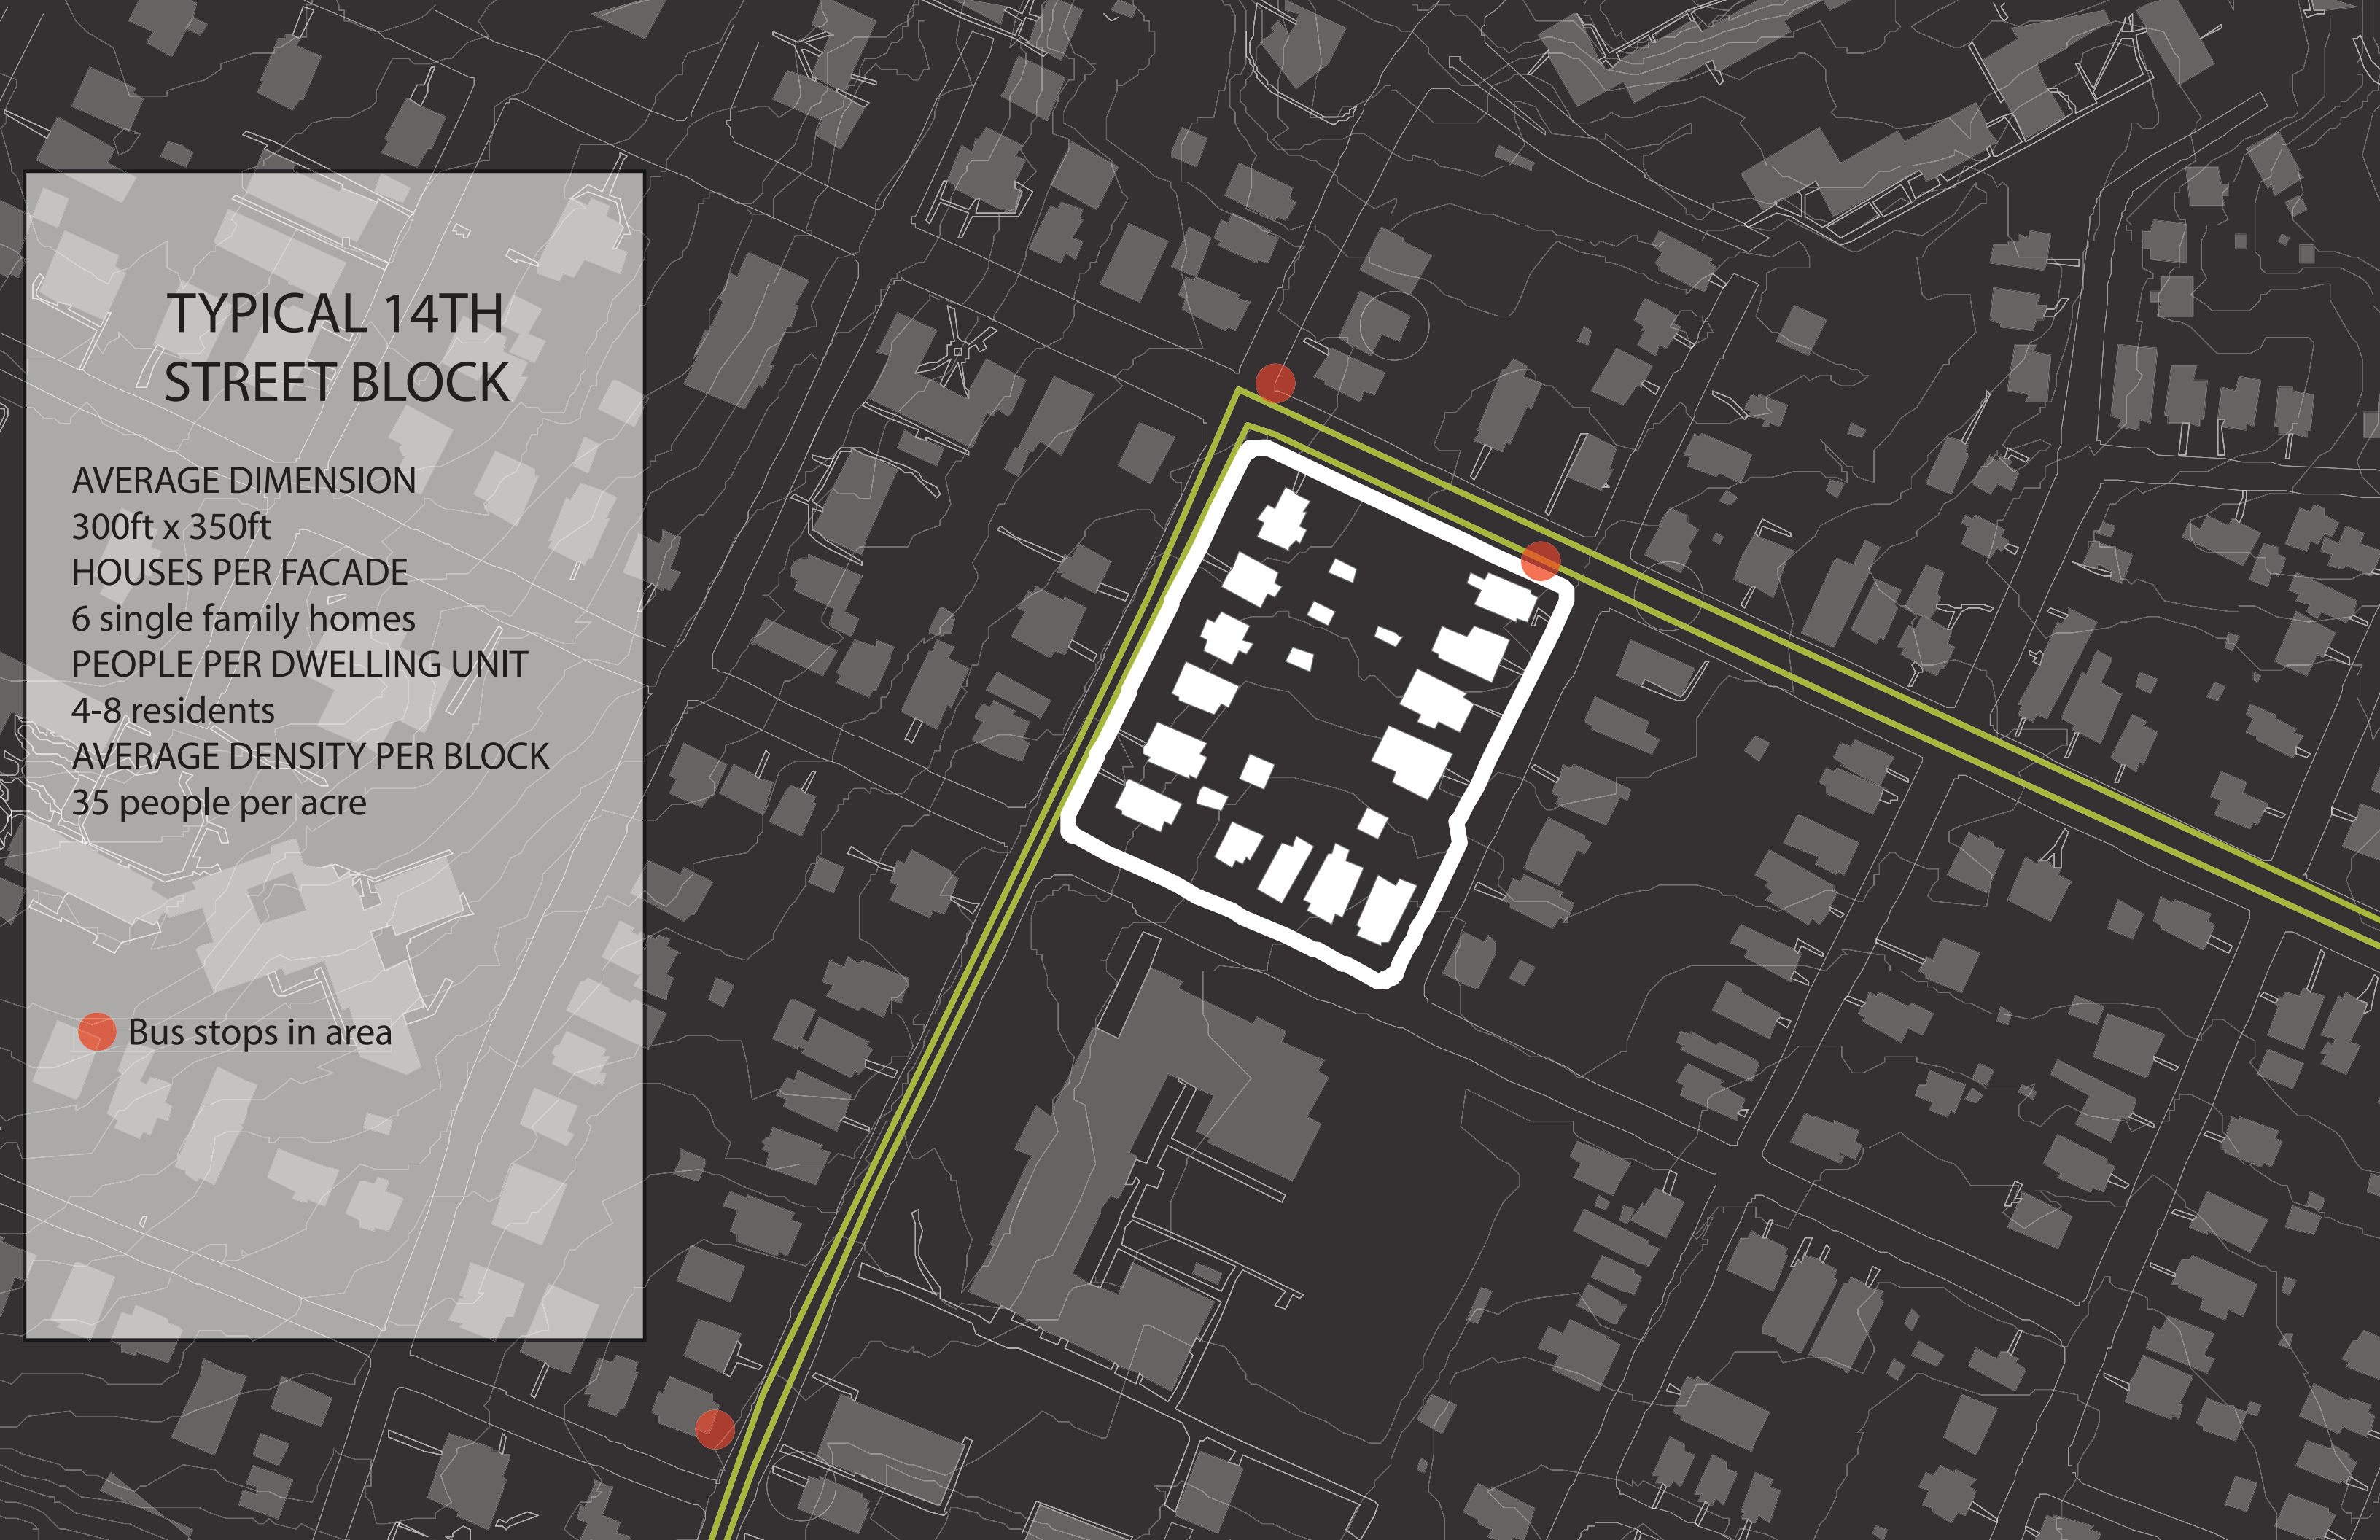 TYPICAL 14TH
STREET BLOCK
AVERAGE DIMENSION
300ft x 350ft
HOUSES PER FACADE
6 single family homes
PEOPLE PER DWELLING UNIT
4-8 residents
AVERAGE DENSITY PER BLOCK
35 people per acre
Bus stops in area